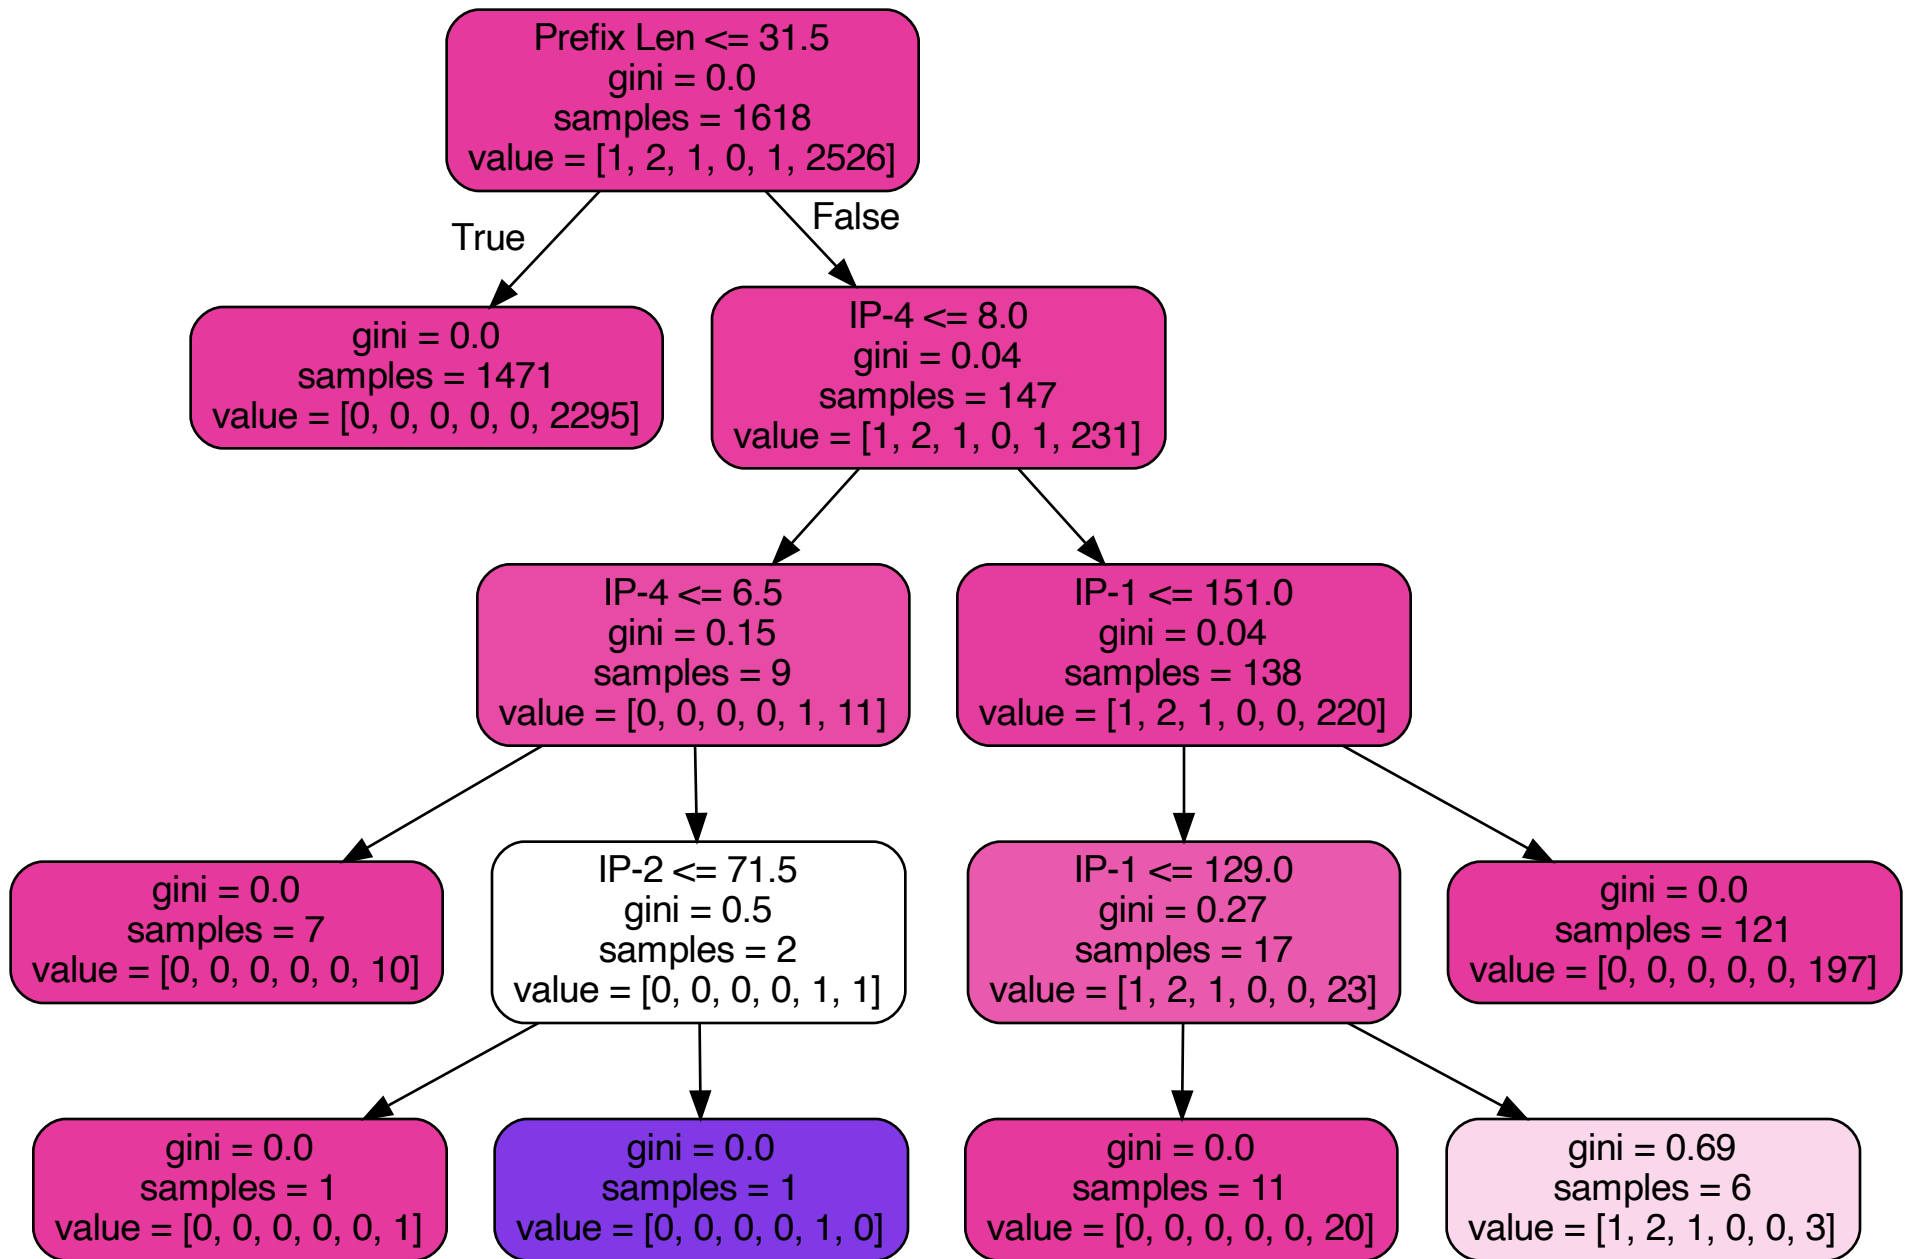 Prefix Len <= 31.5
gini = 0.0
samples = 1618
value = [1, 2, 1, 0, 1, 2526]
True
False
gini = 0.0
samples = 1471
value = [0, 0, 0, 0, 0, 2295]
IP-4 <= 8.0
gini = 0.04
samples = 147
value = [1, 2, 1, 0, 1, 231]
IP-4 <= 6.5
gini = 0.15
samples = 9
value = [0, 0, 0, 0, 1, 11]
IP-1 <= 151.0
gini = 0.04
samples = 138
value = [1, 2, 1, 0, 0, 220]
gini = 0.0
samples = 7
value = [0, 0, 0, 0, 0, 10]
IP-2 <= 71.5
gini = 0.5
samples = 2
value = [0, 0, 0, 0, 1, 1]
IP-1 <= 129.0
gini = 0.27
samples = 17
value = [1, 2, 1, 0, 0, 23]
gini = 0.0
samples = 121
value = [0, 0, 0, 0, 0, 197]
gini = 0.0
samples = 1
value = [0, 0, 0, 0, 0, 1]
gini = 0.0
samples = 1
value = [0, 0, 0, 0, 1, 0]
gini = 0.0
samples = 11
value = [0, 0, 0, 0, 0, 20]
gini = 0.69
samples = 6
value = [1, 2, 1, 0, 0, 3]